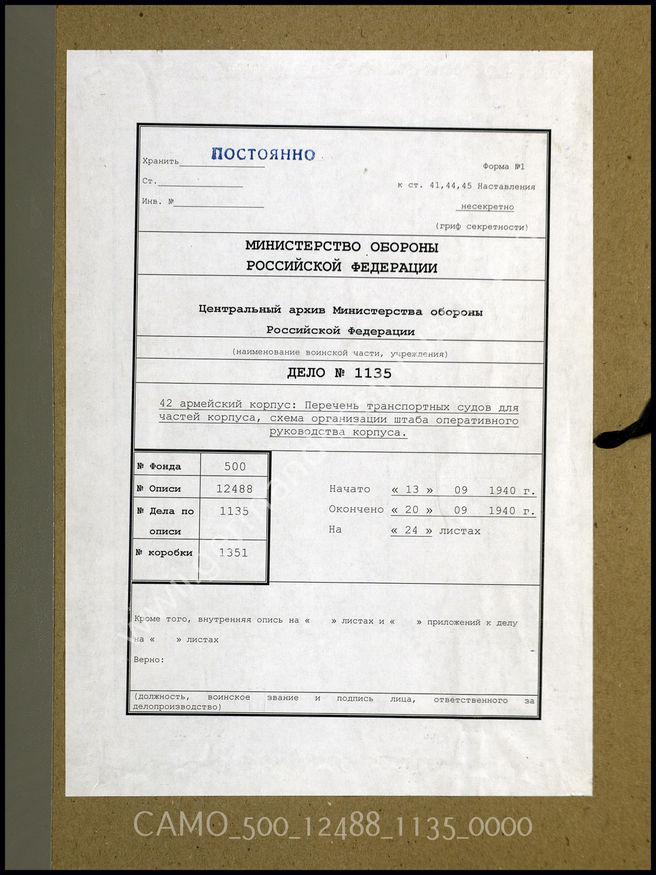 Хранить ПОСТОЯННО
Форма №1
Ст.
к ст. 41,44,45 Наставления
Инв. №
несекретно
(гриф секретности)
МИНИСТЕРСТВО ОБОРОНЫ
РОССИЙСКОЙ ФЕДЕРАЦИИ
Центральный архив Министерства обороны
Российской Федерации
(наименование воинской части, учреждения)
ДЕЛО № 1135
42 армейский корпус: Перечень транспортных судов для
частей корпуса, схема организации штаба оперативного
руководства корпуса.
№ Фонда 500
№ Описи 12488
№ Дела по 1135
описи
№ коробки 1351
Начато « 13 » 09 1940 г.
Окончено « 20 » 09 1940 г.
На « 24 » листах
Кроме того, внутренняя опись на « » листах и « » приложений к делу
на « » листах
Верно:
(должность, воинское звание и подпись лица, ответственного за
делопроизводство)
CAMO_500_12488_1135_0000